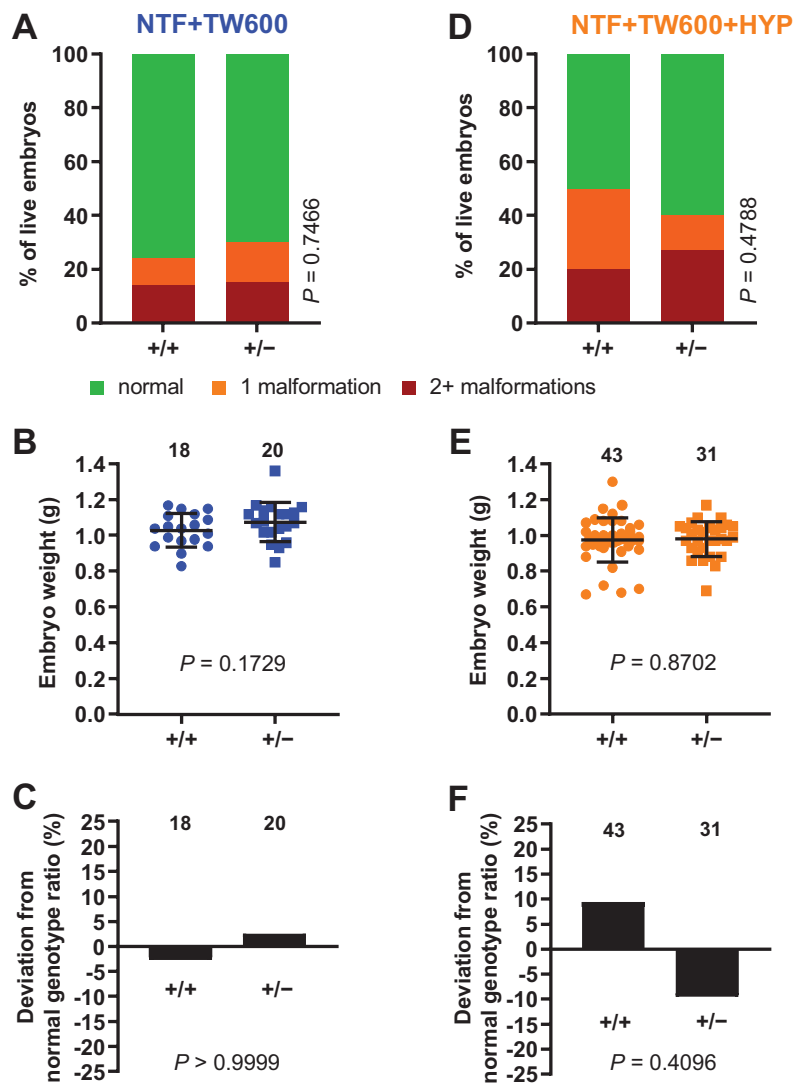 A
NTF+TW600
% of live embryos
100
80
60
40
20
0
+/+
+/−
P = 0.7466
D
NTF+TW600+HYP
% of live embryos
100
80
60
40
20
0
+/+
+/−
P = 0.4788
normal
1 malformation
2+ malformations
B
Embryo weight (g)
18
20
1.4
1.2
1.0
0.8
0.6
0.4
0.2
0.0
P = 0.1729
+/+
+/−
E
Embryo weight (g)
43
31
1.4
1.2
1.0
0.8
0.6
0.4
0.2
0.0
P = 0.8702
+/+
+/−
C
Deviation from
normal genotype ratio (%)
18
20
25
20
15
10
5
0
-5
-10
-15
-20
-25
+/+
+/−
P > 0.9999
F
Deviation from
normal genotype ratio (%)
43
31
25
20
15
10
5
0
-5
-10
-15
-20
-25
+/+
+/−
P = 0.4096